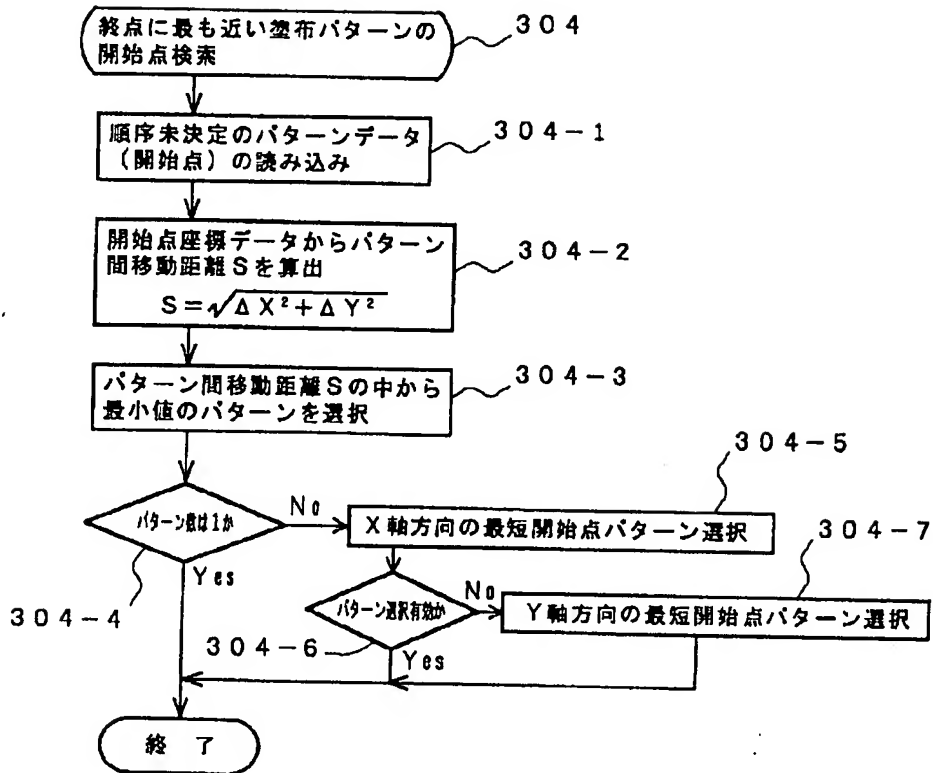 終点に最も近い塗布パターンの
開始点検索
304
順序未決定のパターンデータ
(開始点)の読み込み
304-1
開始点座標データからパターン
間移動距離Sを算出
S=√ΔX²+ΔY²
304-2
パターン間移動距離Sの中から
最小値のパターンを選択
304-3
パターン数は1か
No
Yes
304-4
304-5
X軸方向の最短開始点パターン選択
パターン選択有効か
No
Yes
304-6
304-7
Y軸方向の最短開始点パターン選択
終 了